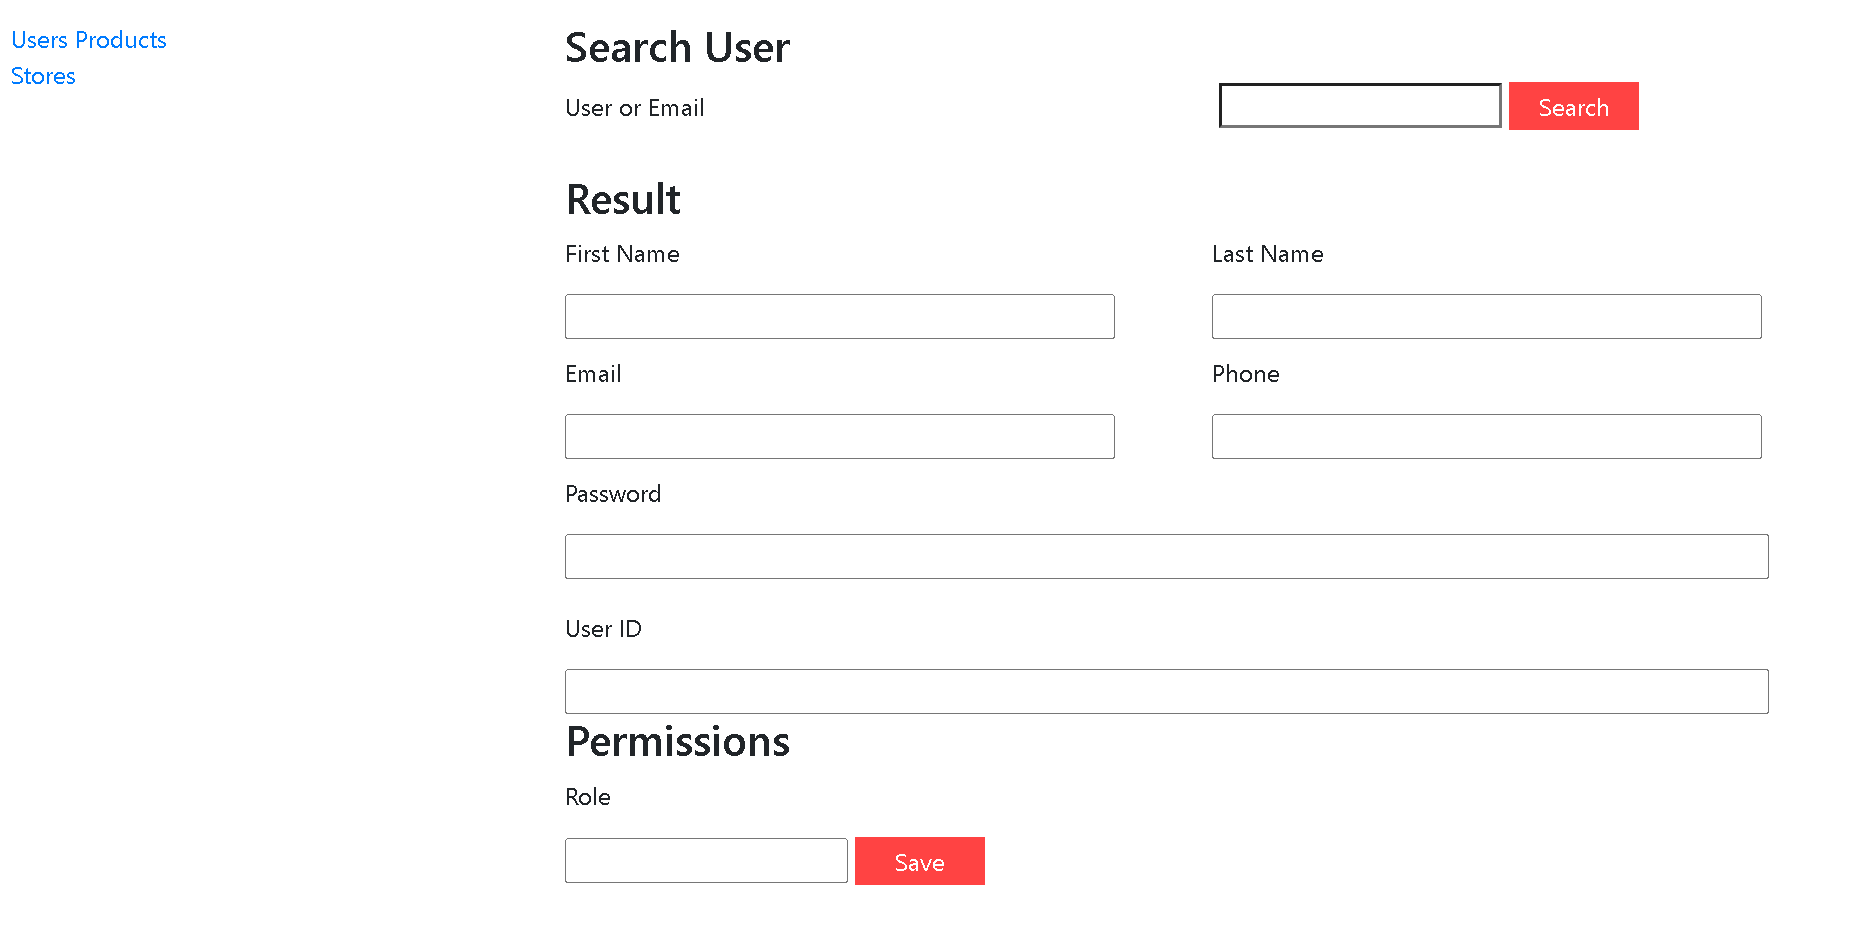 Users Products
Stores
Search User
User or Email
Search
Result
First Name
Last Name
Email
Phone
Password
User ID
Permissions
Role
Save